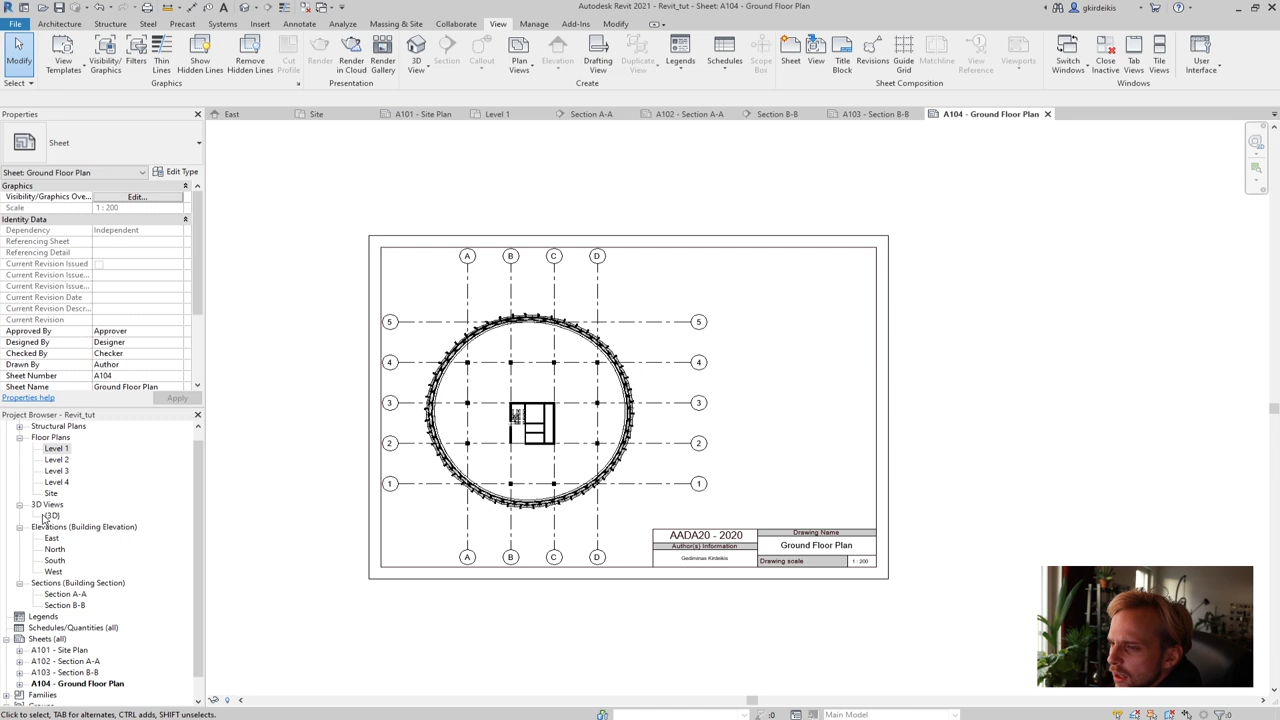 Autodesk Revit 2021 - Revit_tut - Sheet: A104 - Ground Floor Plan
gkirdeikis
File Architecture Structure Steel Precast Systems Insert Annotate Analyze Massing & Site Collaborate View Manage Add-Ins Modify
Modify View Templates Visibility/ Graphics Filters Thin Lines Show Hidden Lines Remove Hidden Lines Cut Profile Render Render in Cloud Render Gallery 3D View Section Callout Plan Views Elevation Drafting View Duplicate View Legends Schedules Scope Box Sheet View Title Block Revisions Guide Grid Matchline View Reference Viewports Switch Windows Close Inactive Tab Views Tile Views User Interface
Select Graphics Presentation Create Sheet Composition Windows
Properties
East Site A101 - Site Plan Level 1 Section A-A A102 - Section A-A Section B-B A103 - Section B-B A104 - Ground Floor Plan
Sheet
Sheet: Ground Floor Plan Edit Type
Graphics
Visibility/Graphics Ove... Edit...
Scale 1 : 200
Identity Data
Dependency Independent
Referencing Sheet
Referencing Detail
Current Revision Issued
Current Revision Issue...
Current Revision Issue...
Current Revision Date
Current Revision Descr...
Current Revision
Approved By Approver
Designed By Designer
Checked By Checker
Drawn By Author
Sheet Number A104
Sheet Name Ground Floor Plan
Properties help Apply
Project Browser - Revit_tut
Structural Plans
Floor Plans
Level 1
Level 2
Level 3
Level 4
Site
3D Views
{3D}
Elevations (Building Elevation)
East
North
South
West
Sections (Building Section)
Section A-A
Section B-B
Legends
Schedules/Quantities (all)
Sheets (all)
A101 - Site Plan
A102 - Section A-A
A103 - Section B-B
A104 - Ground Floor Plan
Families
A B C D
5 5
4 4
3 3
2 2
1 1
A B C D
AADA20 - 2020 Drawing Name
Author(s) Information Ground Floor Plan
Gediminas Kirdeikis Drawing scale 1 : 200
Click to select, TAB for alternates, CTRL adds, SHIFT unselects. :0 Main Model :0